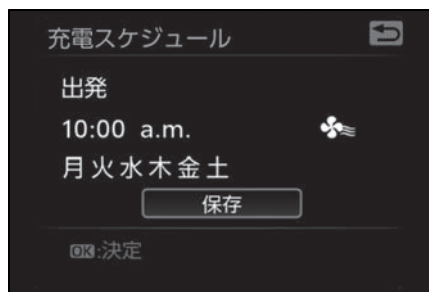 充電スケジュール
出発
10:00 a.m.
月火水木金土
保存
OK:決定